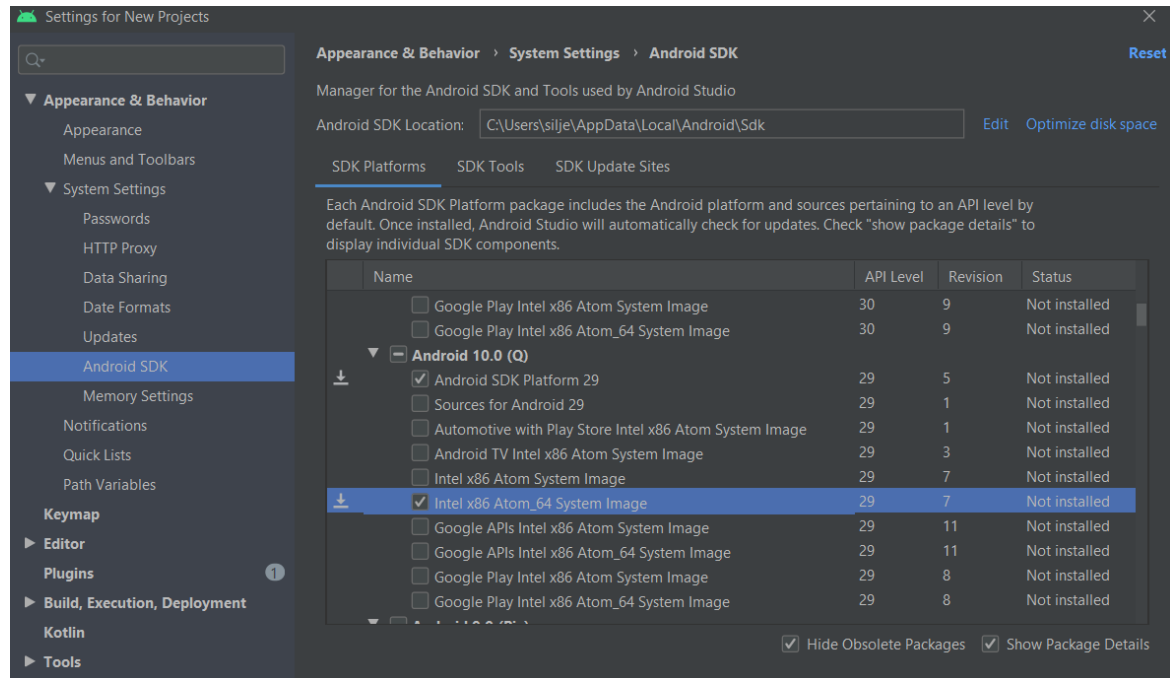 Settings for New Projects
Appearance & Behavior
Appearance
Menus and Toolbars
System Settings
Passwords
HTTP Proxy
Data Sharing
Date Formats
Updates
Android SDK
Memory Settings
Notifications
Quick Lists
Path Variables
Keymap
Editor
Plugins 1
Build, Execution, Deployment
Kotlin
Tools
Appearance & Behavior › System Settings › Android SDK Reset
Manager for the Android SDK and Tools used by Android Studio
Android SDK Location: C:\Users\silje\AppData\Local\Android\Sdk Edit Optimize disk space
SDK Platforms SDK Tools SDK Update Sites
Each Android SDK Platform package includes the Android platform and sources pertaining to an API level by
default. Once installed, Android Studio will automatically check for updates. Check "show package details" to
display individual SDK components.
Name API Level Revision Status
Google Play Intel x86 Atom System Image 30 9 Not installed
Google Play Intel x86 Atom_64 System Image 30 9 Not installed
Android 10.0 (Q)
Android SDK Platform 29 29 5 Not installed
Sources for Android 29 29 1 Not installed
Automotive with Play Store Intel x86 Atom System Image 29 1 Not installed
Android TV Intel x86 Atom System Image 29 3 Not installed
Intel x86 Atom System Image 29 7 Not installed
Intel x86 Atom_64 System Image 29 7 Not installed
Google APIs Intel x86 Atom System Image 29 11 Not installed
Google APIs Intel x86 Atom_64 System Image 29 11 Not installed
Google Play Intel x86 Atom System Image 29 8 Not installed
Google Play Intel x86 Atom_64 System Image 29 8 Not installed
Hide Obsolete Packages Show Package Details